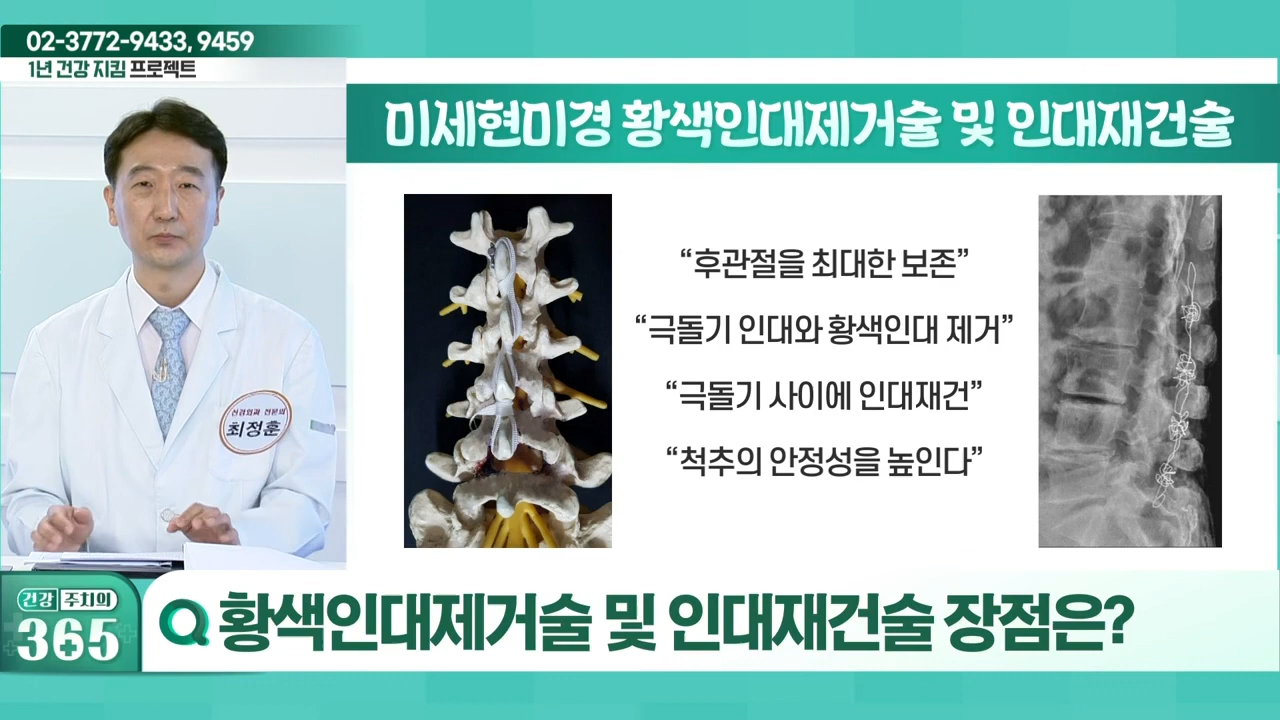 02-3772-9433, 9459
1년 건강 지킴 프로젝트
미세현미경 황색인대제거술 및 인대재건술
“후관절을 최대한 보존”
“극돌기 인대와 황색인대 제거”
“극돌기 사이에 인대재건”
“척추의 안정성을 높인다”
신경외과 전문의
최정훈
건강 주치의
365
Q 황색인대제거술 및 인대재건술 장점은?